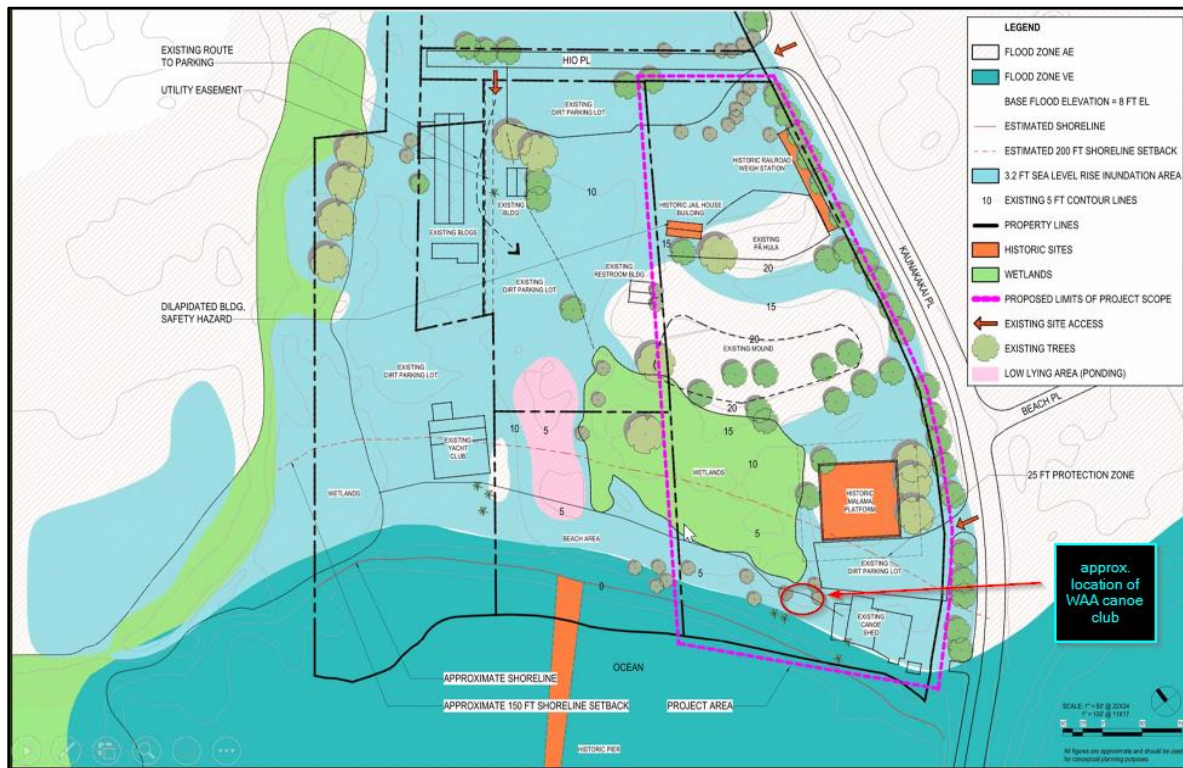 EXISTING ROUTE
TO PARKING
UTILITY EASEMENT
DILAPIDATED BLDG,
SAFETY HAZARD
HIO PL
EXISTING
DIRT PARKING LOT
10
EXISTING
BLDG
EXISTING BLDGS
HISTORIC RAILROAD
WEIGH STATION
HISTORIC JAIL HOUSE
BUILDING
15
EXISTING
PĀ HULA
20
EXISTING
RESTROOM BLDG
EXISTING
DIRT PARKING LOT
15
20
EXISTING MOUND
20
EXISTING
DIRT PARKING LOT
10
5
15
EXISTING
YACHT
CLUB
10
WETLANDS
WETLANDS
5
5
HISTORIC
MALAMA
PLATFORM
BEACH AREA
0
5
EXISTING
DIRT PARKING LOT
EXISTING
CANOE
SHED
OCEAN
APPROXIMATE SHORELINE
APPROXIMATE 150 FT SHORELINE SETBACK
PROJECT AREA
HISTORIC PIER
KAUNAKAI PL
BEACH PL
25 FT PROTECTION ZONE
approx.
location of
WAA canoe
club
LEGEND
FLOOD ZONE AE
FLOOD ZONE VE
BASE FLOOD ELEVATION = 8 FT EL
ESTIMATED SHORELINE
ESTIMATED 200 FT SHORELINE SETBACK
3.2 FT SEA LEVEL RISE INUNDATION AREA
10 EXISTING 5 FT CONTOUR LINES
PROPERTY LINES
HISTORIC SITES
WETLANDS
PROPOSED LIMITS OF PROJECT SCOPE
EXISTING SITE ACCESS
EXISTING TREES
LOW LYING AREA (PONDING)
SCALE: 1" = 50' @ 22X34
1" = 100' @ 11X17
All figures are approximate and should be used
for conceptual planning purposes